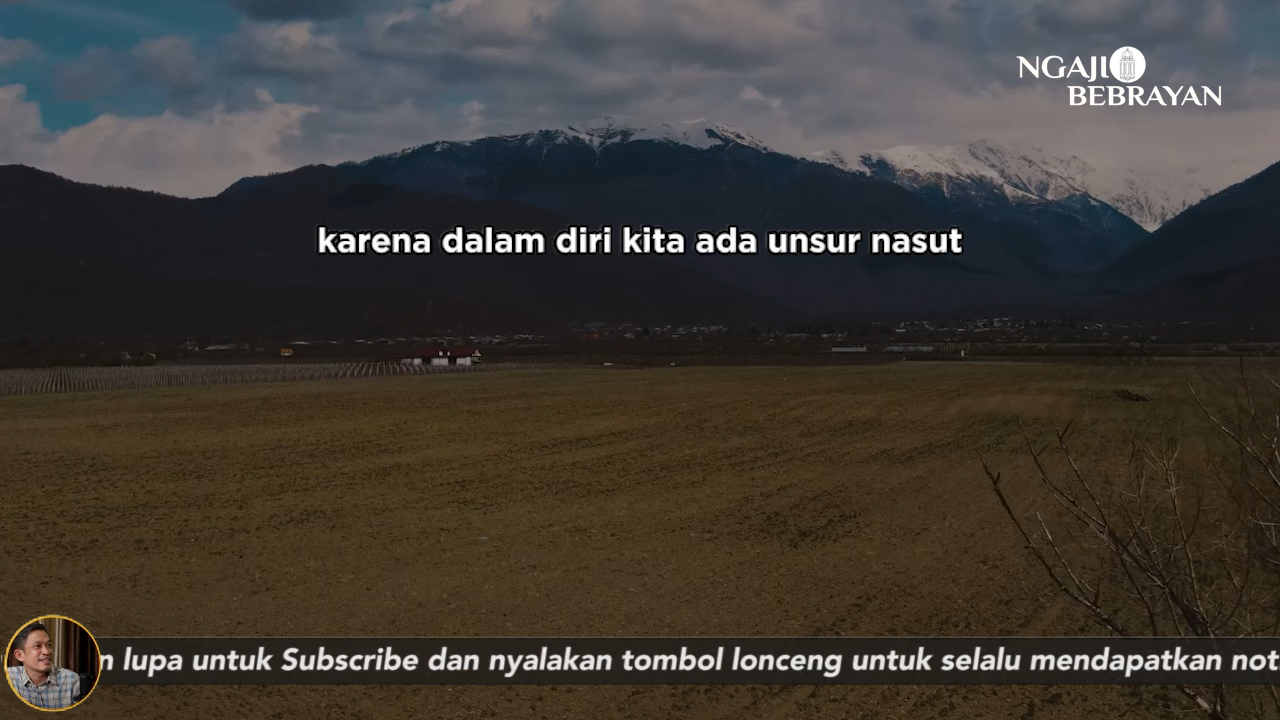 NGAJI
BEBRAYAN
karena dalam diri kita ada unsur nasut
n lupa untuk Subscribe dan nyalakan tombol lonceng untuk selalu mendapatkan not